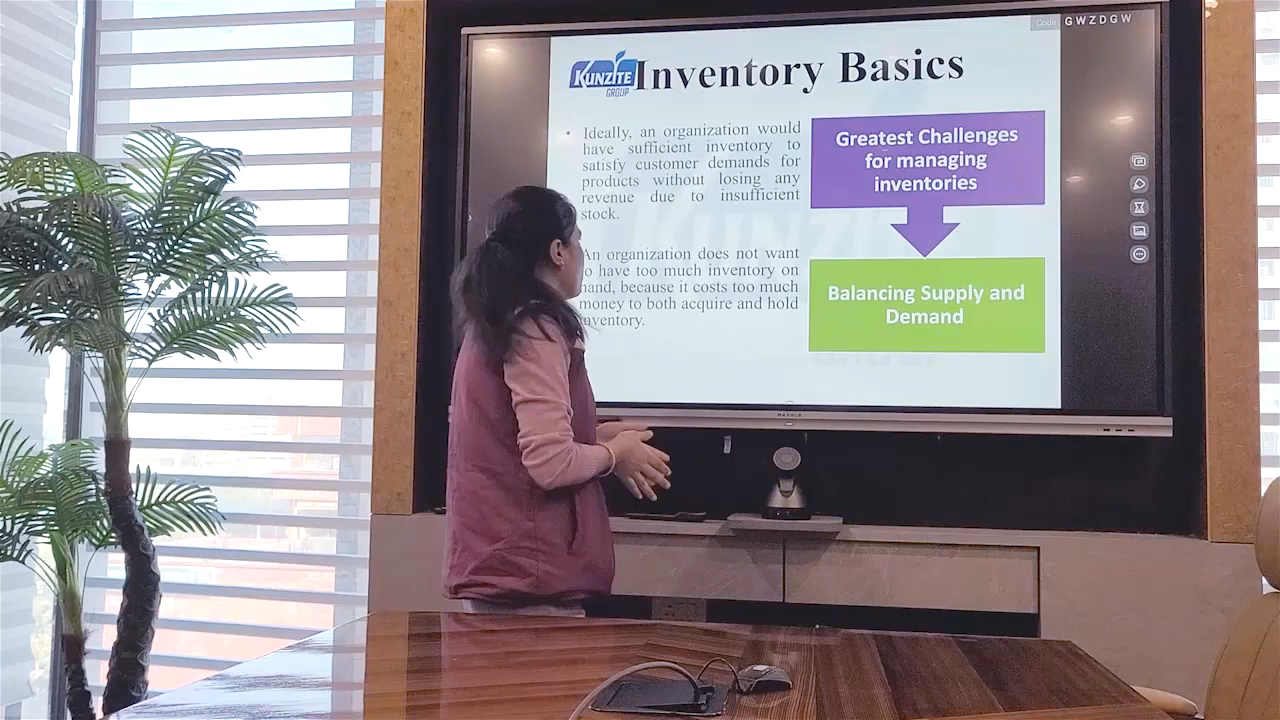 Code: GWZDGW
KUNZITE
GROUP
Inventory Basics
• Ideally, an organization would
have sufficient inventory to
satisfy customer demands for
products without losing any
revenue due to insufficient
stock.
An organization does not want
have too much inventory on
because it costs too much
money to both acquire and hold
Greatest Challenges
for managing
inventories
Balancing Supply and
Demand
KUNZITE
GROUP
MAXHUB